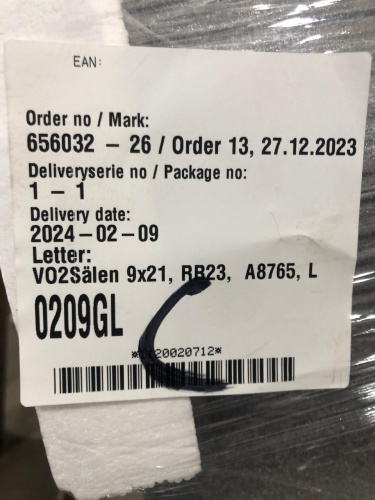 EAN:
Order no / Mark:
656032 - 26 / Order 13, 27.12.2023
Deliveryserie no / Package no:
1 - 1
Delivery date:
2024-02-09
Letter:
VO2Sälen 9x21, RB23, A8765, L
0209GL